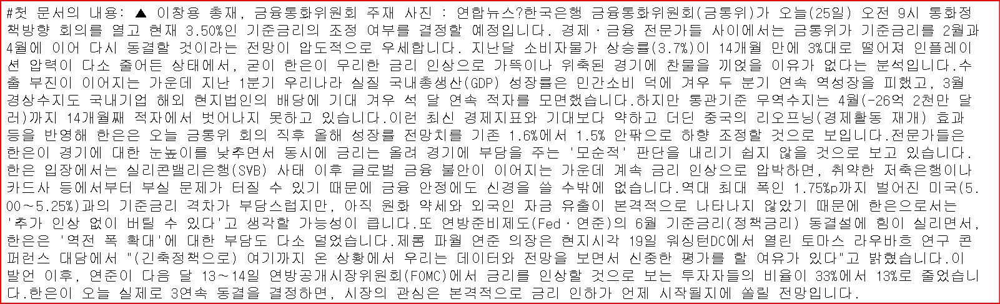 #첫 문서의 내용: ▲ 이창용 총재, 금융통화위원회 주재 사진 : 연합뉴스?한국은행 금융통화위원회(금통위)가 오늘(25일) 오전 9시 통화정
책방향 회의를 열고 현재 3.50%인 기준금리의 조정 여부를 결정할 예정입니다. 경제·금융 전문가들 사이에서는 금통위가 기준금리를 2월과
4월에 이어 다시 동결할 것이라는 전망이 압도적으로 우세합니다. 지난달 소비자물가 상승률(3.7%)이 14개월 만에 3%대로 떨어져 인플레이
션 압력이 다소 줄어든 상태에서, 굳이 한은이 무리한 금리 인상으로 가뜩이나 위축된 경기에 찬물을 끼얹을 이유가 없다는 분석입니다.수
출 부진이 이어지는 가운데 지난 1분기 우리나라 실질 국내총생산(GDP) 성장률은 민간소비 덕에 겨우 두 분기 연속 역성장을 피했고, 3월
경상수지도 국내기업 해외 현지법인의 배당에 기대 겨우 석 달 연속 적자를 모면했습니다.하지만 통관기준 무역수지는 4월(-26억 2천만 달
러)까지 14개월째 적자에서 벗어나지 못하고 있습니다.이런 최신 경제지표와 기대보다 약하고 더딘 중국의 리오프닝(경제활동 재개) 효과
등을 반영해 한은은 오늘 금통위 회의 직후 올해 성장률 전망치를 기존 1.6%에서 1.5% 안팎으로 하향 조정할 것으로 보입니다.전문가들은
한은이 경기에 대한 눈높이를 낮추면서 동시에 금리는 올려 경기에 부담을 주는 '모순적' 판단을 내리기 쉽지 않을 것으로 보고 있습니다.
한은 입장에서는 실리콘밸리은행(SVB) 사태 이후 글로벌 금융 불안이 이어지는 가운데 계속 금리 인상으로 압박하면, 취약한 저축은행이나
카드사 등에서부터 부실 문제가 터질 수 있기 때문에 금융 안정에도 신경을 쓸 수밖에 없습니다.역대 최대 폭인 1.75%p까지 벌어진 미국(5.
00∼5.25%)과의 기준금리 격차가 부담스럽지만, 아직 원화 약세와 외국인 자금 유출이 본격적으로 나타나지 않았기 때문에 한은으로서는
'추가 인상 없이 버틸 수 있다'고 생각할 가능성이 큽니다.또 연방준비제도(Fed·연준)의 6월 기준금리(정책금리) 동결설에 힘이 실리면서,
한은은 '역전 폭 확대'에 대한 부담도 다소 덜었습니다.제롬 파월 연준 의장은 현지시각 19일 워싱턴DC에서 열린 토마스 라우바흐 연구 콘
퍼런스 대담에서 "(긴축정책으로) 여기까지 온 상황에서 우리는 데이터와 전망을 보면서 신중한 평가를 할 여유가 있다"고 밝혔습니다.이
발언 이후, 연준이 다음 달 13∼14일 연방공개시장위원회(FOMC)에서 금리를 인상할 것으로 보는 투자자들의 비율이 33%에서 13%로 줄었습니
다.한은이 오늘 실제로 3연속 동결을 결정하면, 시장의 관심은 본격적으로 금리 인하가 언제 시작될지에 쏠릴 전망입니다.